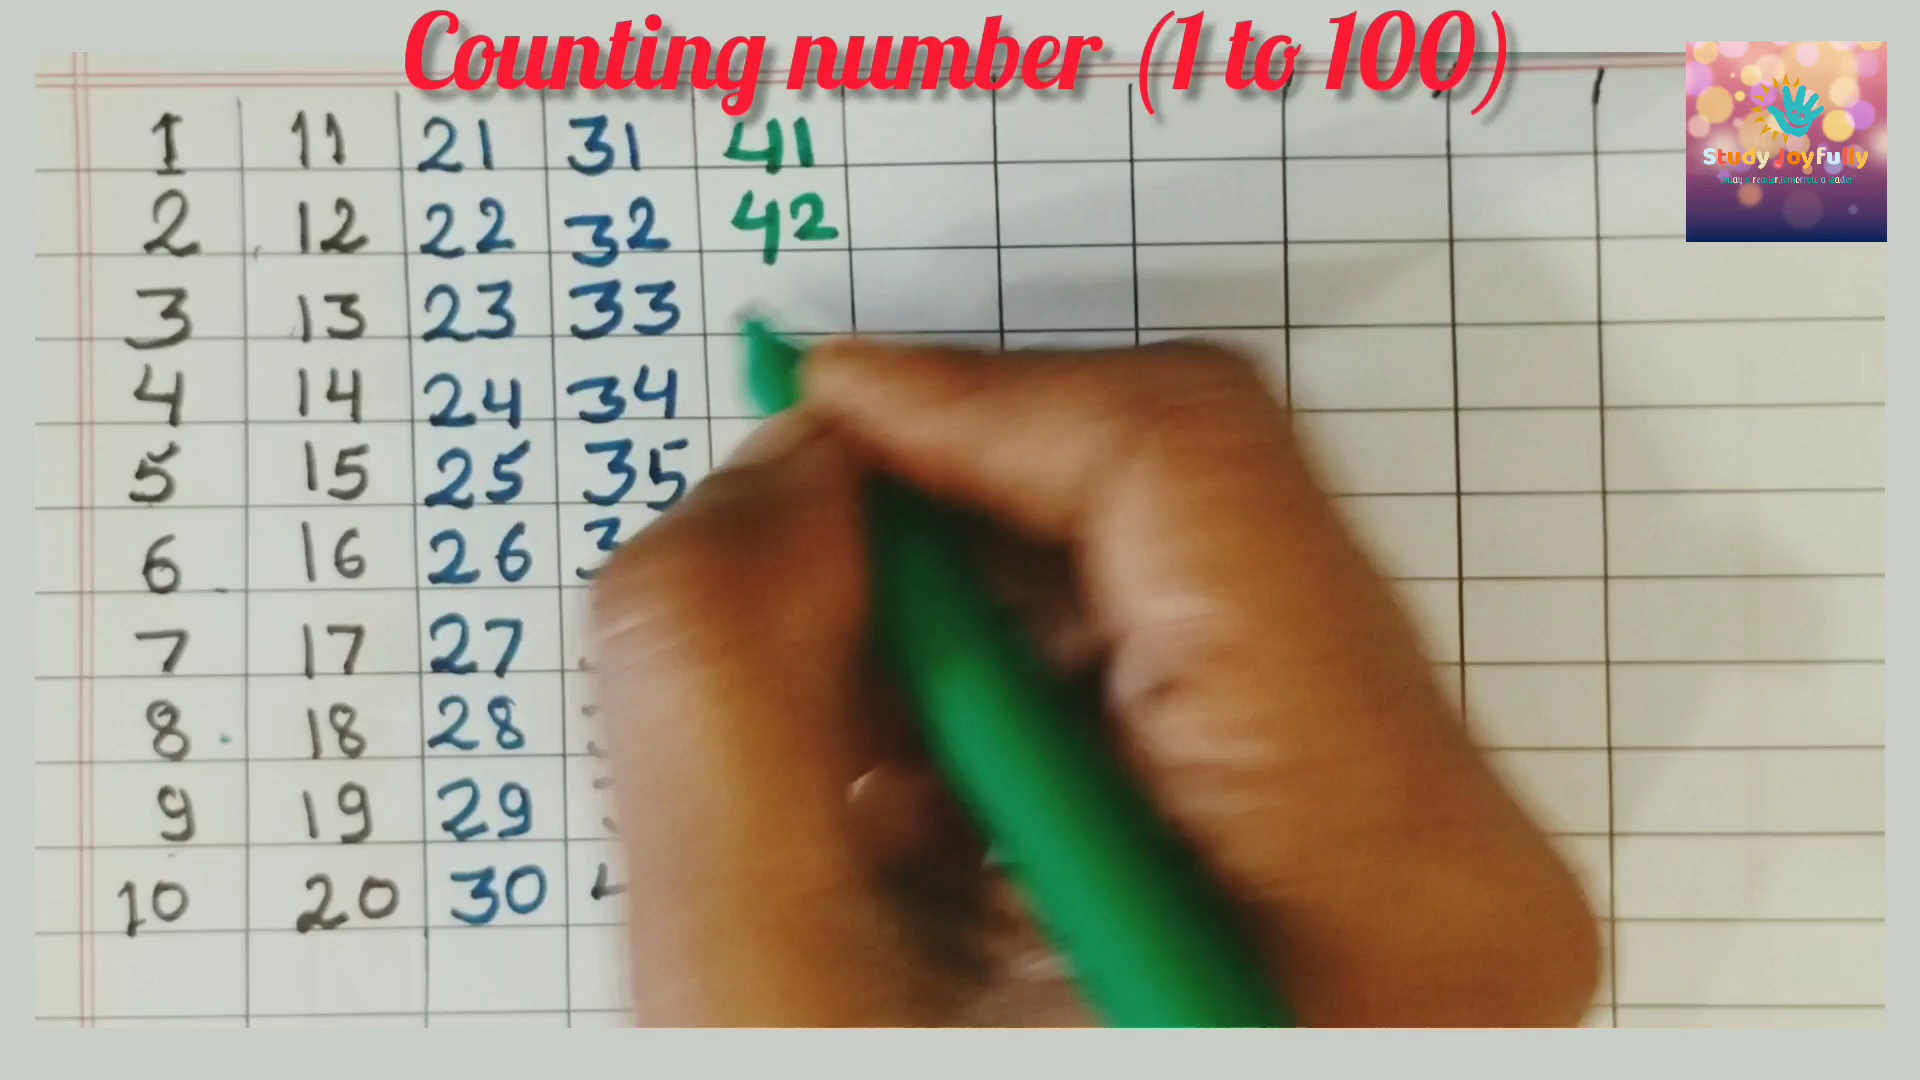 Counting number (1 to 100)
Study Joyfully
1 11 21 31 41
2 12 22 32 42
3 13 23 33
4 14 24 34
5 15 25 35
6 16 26 3
7 17 27
8 18 28
9 19 29
10 20 30